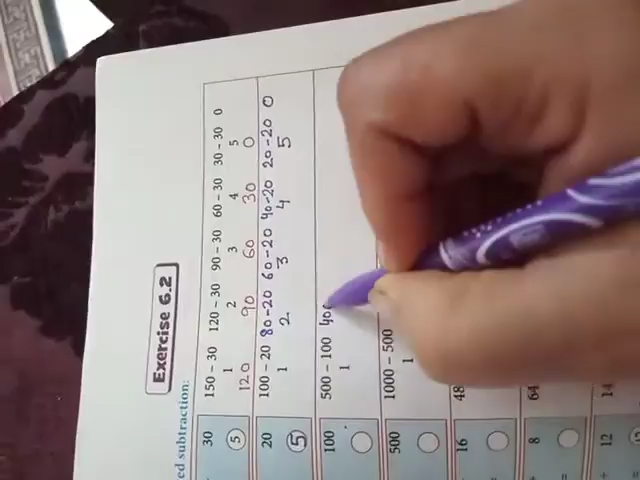 Exercise 6.2
ed subtraction:
30 150 – 30 120 – 30 90 – 30 60 – 30 30 – 30 0
5 1 2 3 4 5
120 90 60 30 0
20 100 – 20 80-20 60-20 40-20 20-20 0
5 1 2 3 4 5
100 500 – 100 400
1
500 1000 – 500
1
16 48
8 64
12 14